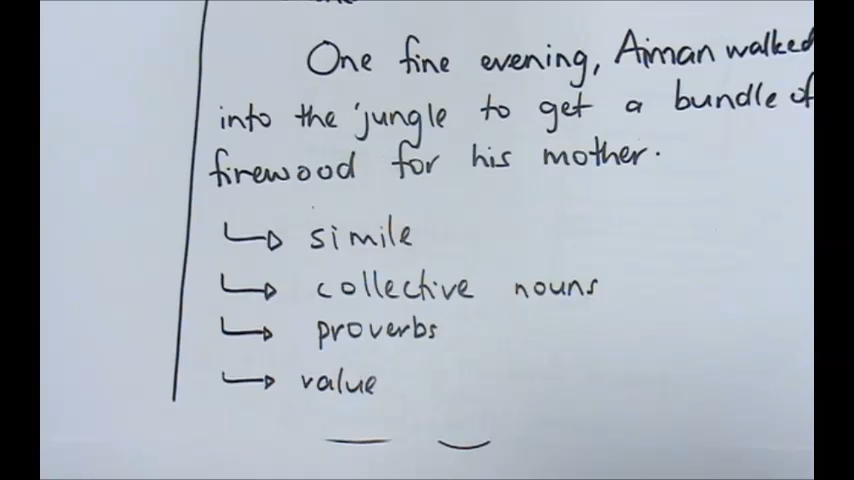 One fine evening, Aiman walked
into the jungle to get a bundle of
firewood for his mother.
simile
collective nouns
proverbs
value